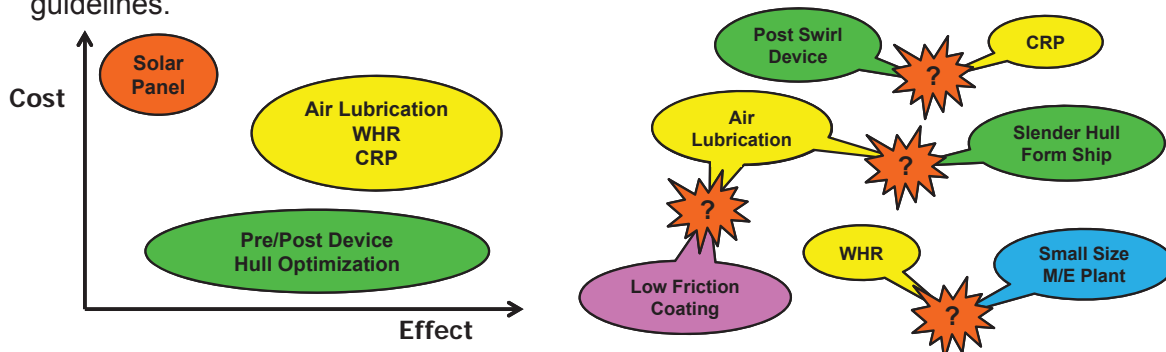 guidelines.
Cost
Solar
Panel
Air Lubrication
WHR
CRP
Pre/Post Device
Hull Optimization
Effect
Post Swirl
Device
?
CRP
Air
Lubrication
?
Slender Hull
Form Ship
?
Low Friction
Coating
WHR
?
Small Size
M/E Plant